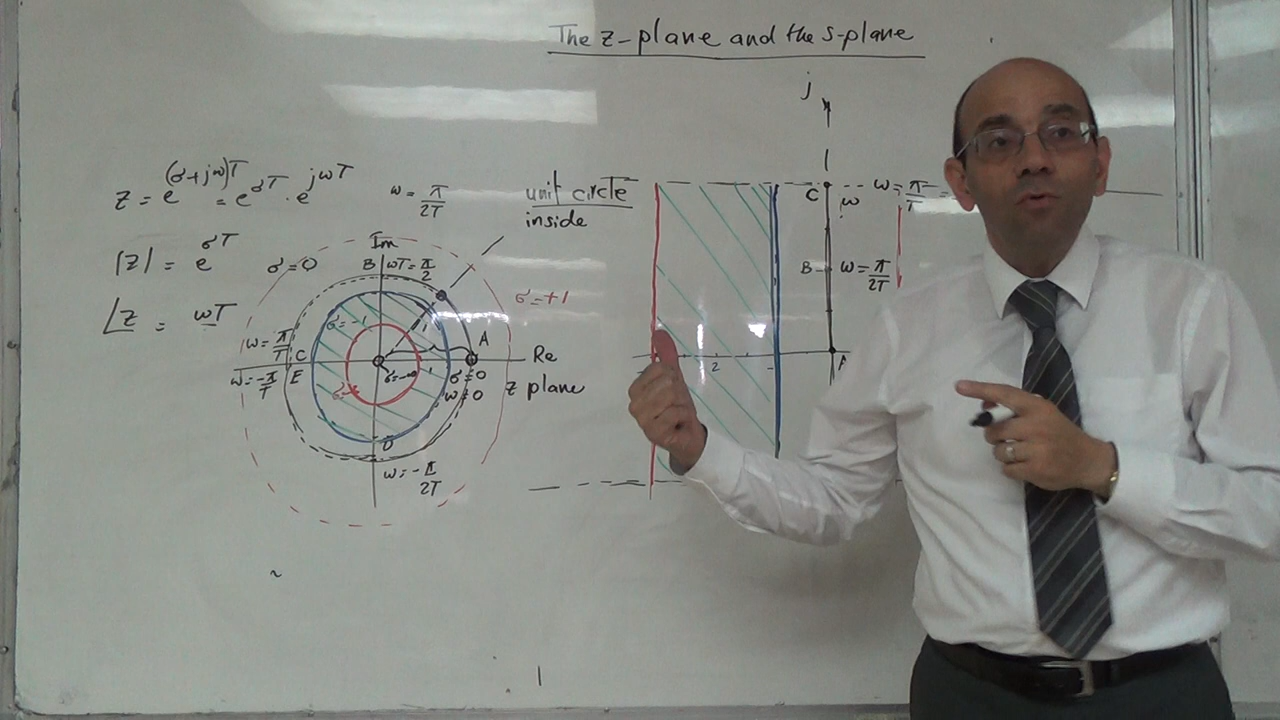 The z-plane and the s-plane
z = e^(σ+jω)T = e^σT . e^jωT
ω = π/2T
|z| = e^σT
∠z = ωT
unit circle
inside
Im
σ=0
B ωT = π/2
σ=+1
σ=-1
A
ω = π/T C
Re
ω = -π/T E
σ=-∞
σ=0
ω=0
z plane
D
ω = -π/2T
j
C
ω = π/T =
B ω = π/2T
2
A